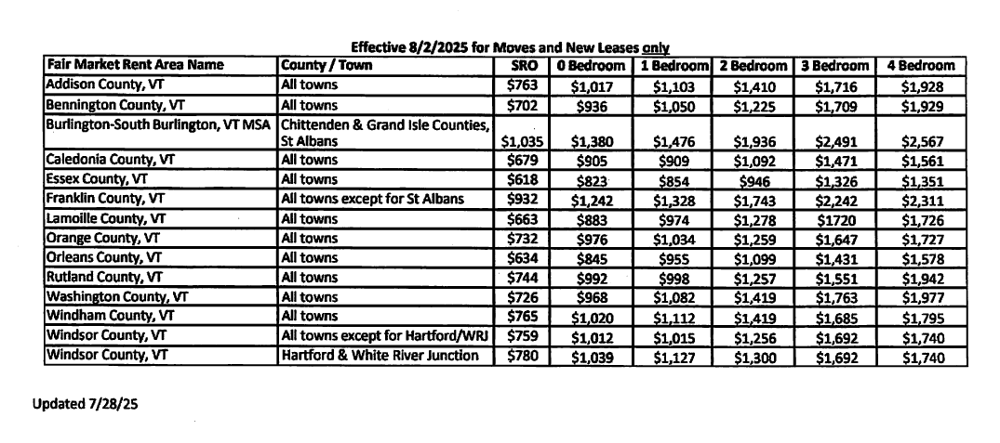 Effective 8/2/2025 for Moves and New Leases only
Fair Market Rent Area Name County / Town SRO 0 Bedroom 1 Bedroom 2 Bedroom 3 Bedroom 4 Bedroom
Addison County, VT All towns $763 $1,017 $1,103 $1,410 $1,716 $1,928
Bennington County, VT All towns $702 $936 $1,050 $1,225 $1,709 $1,929
Burlington-South Burlington, VT MSA Chittenden & Grand Isle Counties,
St Albans $1,035 $1,380 $1,476 $1,936 $2,491 $2,567
Caledonia County, VT All towns $679 $905 $909 $1,092 $1,471 $1,561
Essex County, VT All towns $618 $823 $854 $946 $1,326 $1,351
Franklin County, VT All towns except for St Albans $932 $1,242 $1,328 $1,743 $2,242 $2,311
Lamoille County, VT All towns $663 $883 $974 $1,278 $1720 $1,726
Orange County, VT All towns $732 $976 $1,034 $1,259 $1,647 $1,727
Orleans County, VT All towns $634 $845 $955 $1,099 $1,431 $1,578
Rutland County, VT All towns $744 $992 $998 $1,257 $1,551 $1,942
Washington County, VT All towns $726 $968 $1,082 $1,419 $1,763 $1,977
Windham County, VT All towns $765 $1,020 $1,112 $1,419 $1,685 $1,795
Windsor County, VT All towns except for Hartford/WRJ $759 $1,012 $1,015 $1,256 $1,692 $1,740
Windsor County, VT Hartford & White River Junction $780 $1,039 $1,127 $1,300 $1,692 $1,740
Updated 7/28/25